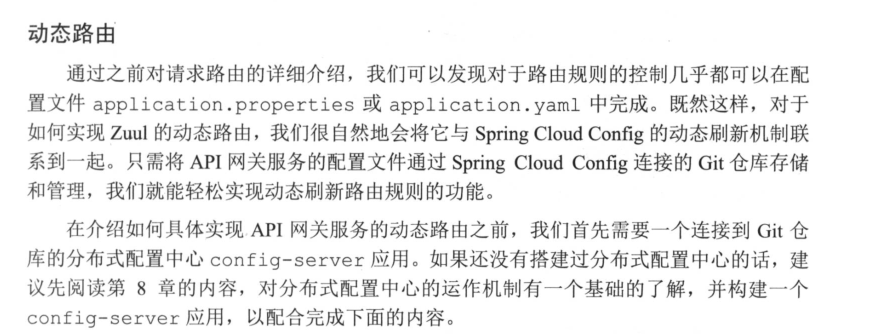 动态路由
通过之前对请求路由的详细介绍，我们可以发现对于路由规则的控制几乎都可以在配
置文件 application.properties 或 application.yaml 中完成。既然这样，对于
如何实现 Zuul 的动态路由，我们很自然地会将它与 Spring Cloud Config 的动态刷新机制联
系到一起。只需将 API 网关服务的配置文件通过 Spring Cloud Config 连接的 Git 仓库存储
和管理，我们就能轻松实现动态刷新路由规则的功能。
在介绍如何具体实现 API 网关服务的动态路由之前，我们首先需要一个连接到 Git 仓
库的分布式配置中心 config-server 应用。如果还没有搭建过分布式配置中心的话，建
议先阅读第 8 章的内容，对分布式配置中心的运作机制有一个基础的了解，并构建一个
config-server 应用，以配合完成下面的内容。